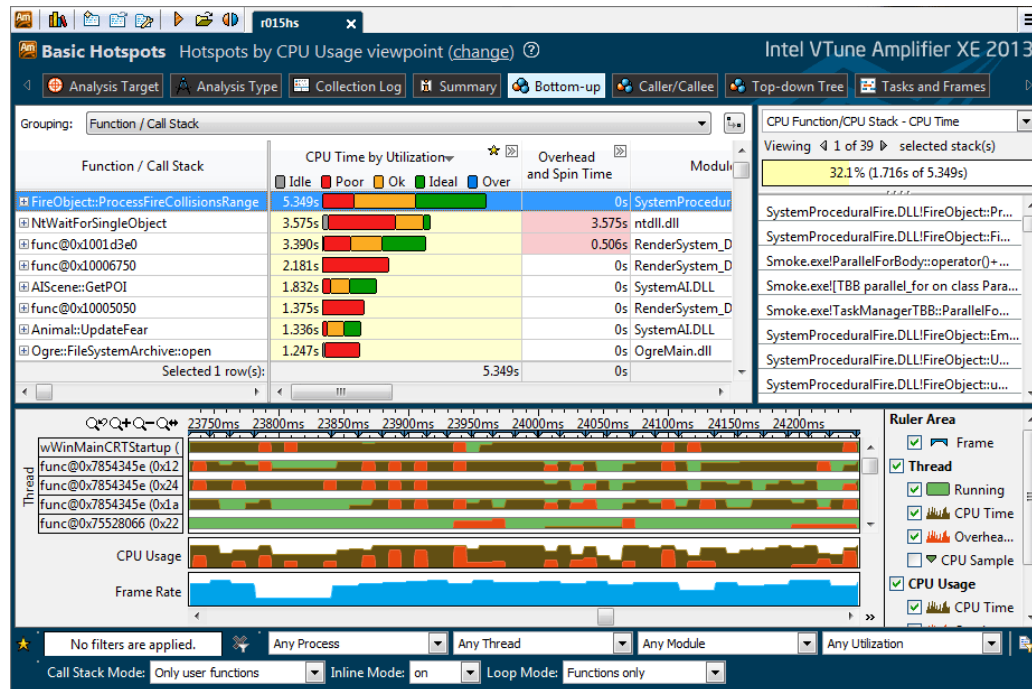 r015hs x
Basic Hotspots Hotspots by CPU Usage viewpoint (change) Intel VTune Amplifier XE 2013
Analysis Target Analysis Type Collection Log Summary Bottom-up Caller/Callee Top-down Tree Tasks and Frames
Grouping: Function / Call Stack
CPU Function/CPU Stack - CPU Time
Viewing 1 of 39 selected stack(s)
32.1% (1.716s of 5.349s)
Function / Call Stack CPU Time by Utilization Overhead and Spin Time Module
Idle Poor Ok Ideal Over
FireObject::ProcessFireCollisionsRange 5.349s 0s SystemProcedur
NtWaitForSingleObject 3.575s 3.575s ntdll.dll
func@0x1001d3e0 3.390s 0.506s RenderSystem_D
func@0x10006750 2.181s 0s RenderSystem_D
AIScene::GetPOI 1.832s 0s SystemAI.DLL
func@0x10005050 1.375s 0s RenderSystem_D
Animal::UpdateFear 1.336s 0s SystemAI.DLL
Ogre::FileSystemArchive::open 1.247s 0s OgreMain.dll
Selected 1 row(s): 5.349s 0s
SystemProceduralFire.DLL!FireObject::Pr...
SystemProceduralFire.DLL!FireObject::Fi...
Smoke.exe!ParallelForBody::operator()+...
Smoke.exe![TBB parallel_for on class Para...
Smoke.exe!TaskManagerTBB::ParallelFo...
SystemProceduralFire.DLL!FireObject::Em...
SystemProceduralFire.DLL!FireObject::U...
SystemProceduralFire.DLL!FireObject::u...
23750ms 23800ms 23850ms 23900ms 23950ms 24000ms 24050ms 24100ms 24150ms 24200ms
Thread
wWinMainCRTStartup (
func@0x7854345e (0x12
func@0x7854345e (0x24
func@0x7854345e (0x1a
func@0x75528066 (0x22
CPU Usage
Frame Rate
Ruler Area
Frame
Thread
Running
CPU Time
Overhea...
CPU Sample
CPU Usage
CPU Time
No filters are applied. Any Process Any Thread Any Module Any Utilization
Call Stack Mode: Only user functions Inline Mode: on Loop Mode: Functions only